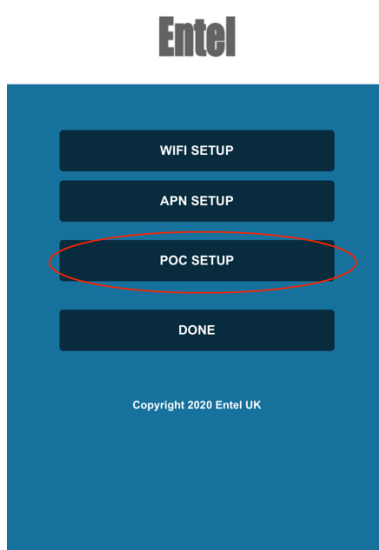 Entel
WIFI SETUP
APN SETUP
POC SETUP
DONE
Copyright 2020 Entel UK